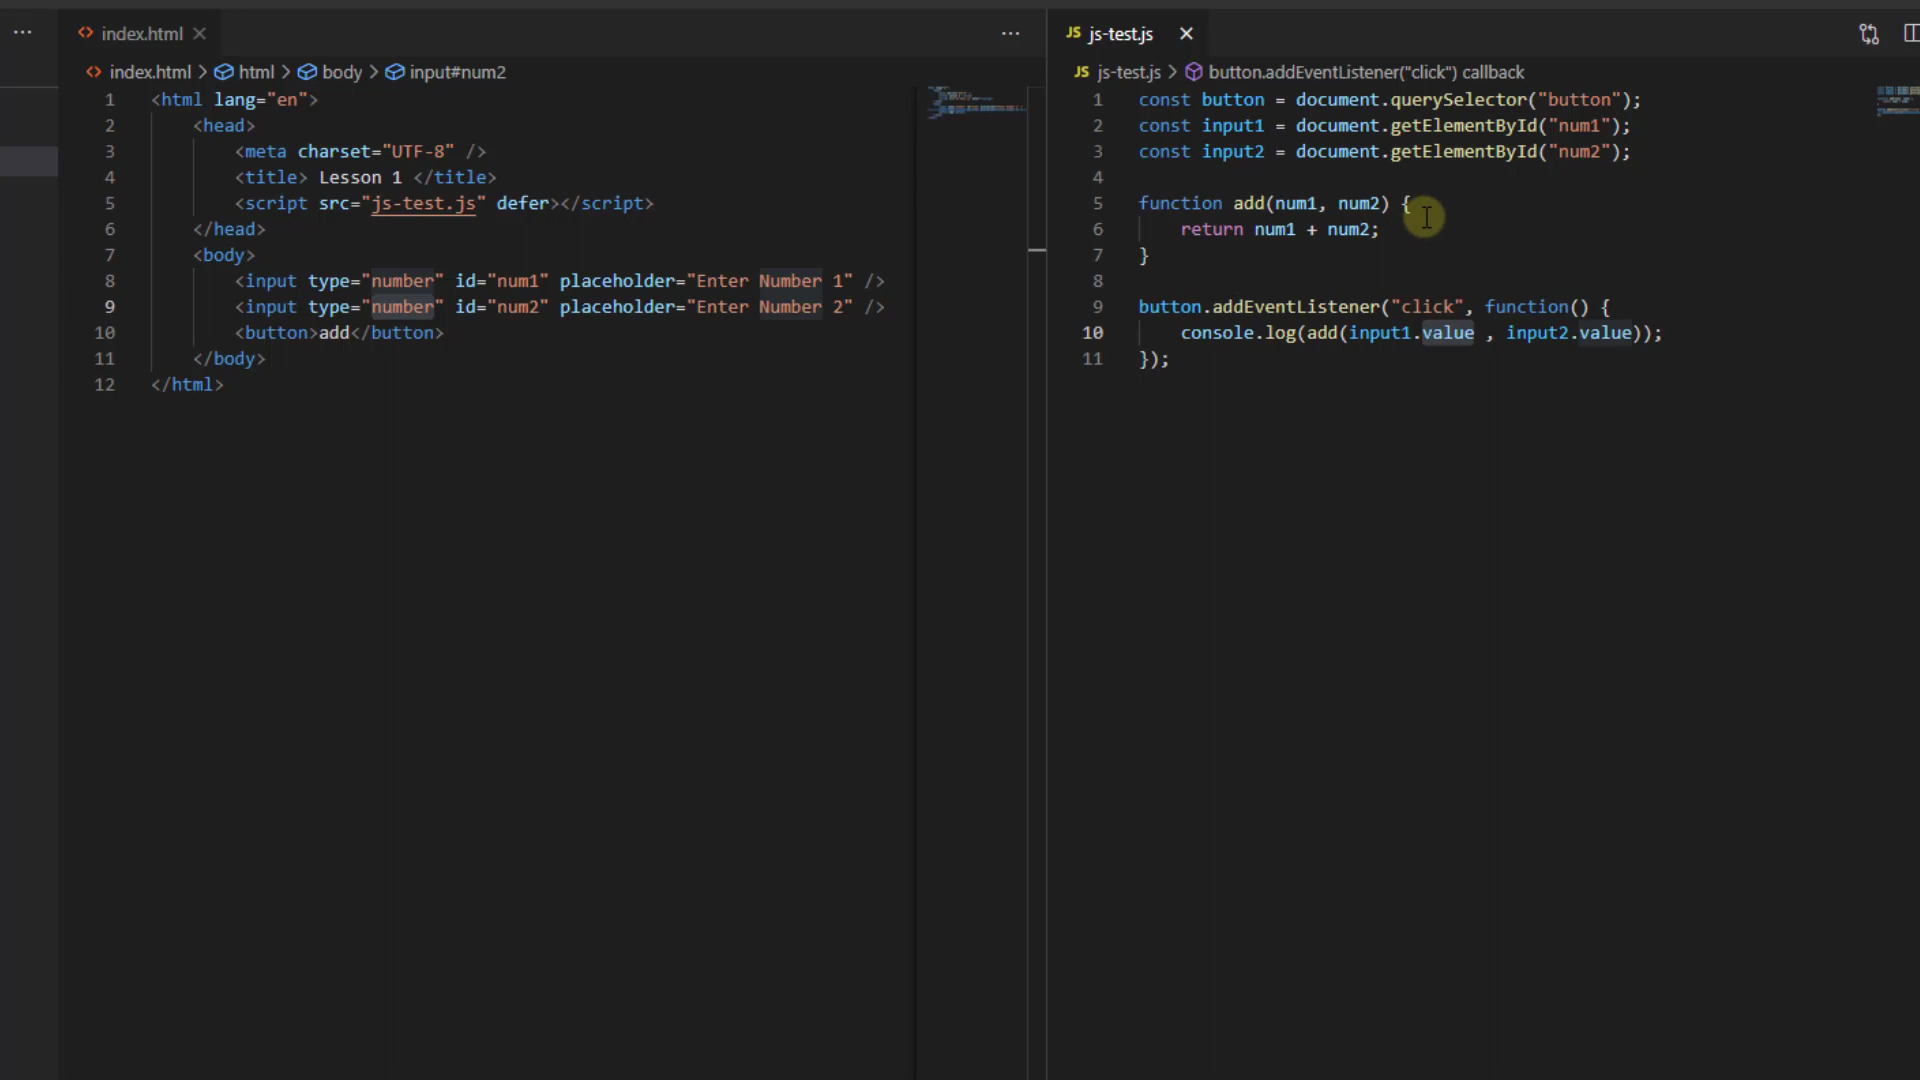 index.html
index.html > html > body > input#num2
1 <html lang="en">
2 <head>
3 <meta charset="UTF-8" />
4 <title> Lesson 1 </title>
5 <script src="js-test.js" defer></script>
6 </head>
7 <body>
8 <input type="number" id="num1" placeholder="Enter Number 1" />
9 <input type="number" id="num2" placeholder="Enter Number 2" />
10 <button>add</button>
11 </body>
12 </html>
JS js-test.js
JS js-test.js > button.addEventListener("click") callback
1 const button = document.querySelector("button");
2 const input1 = document.getElementById("num1");
3 const input2 = document.getElementById("num2");
4
5 function add(num1, num2) {
6 return num1 + num2;
7 }
8
9 button.addEventListener("click", function() {
10 console.log(add(input1.value , input2.value));
11 });